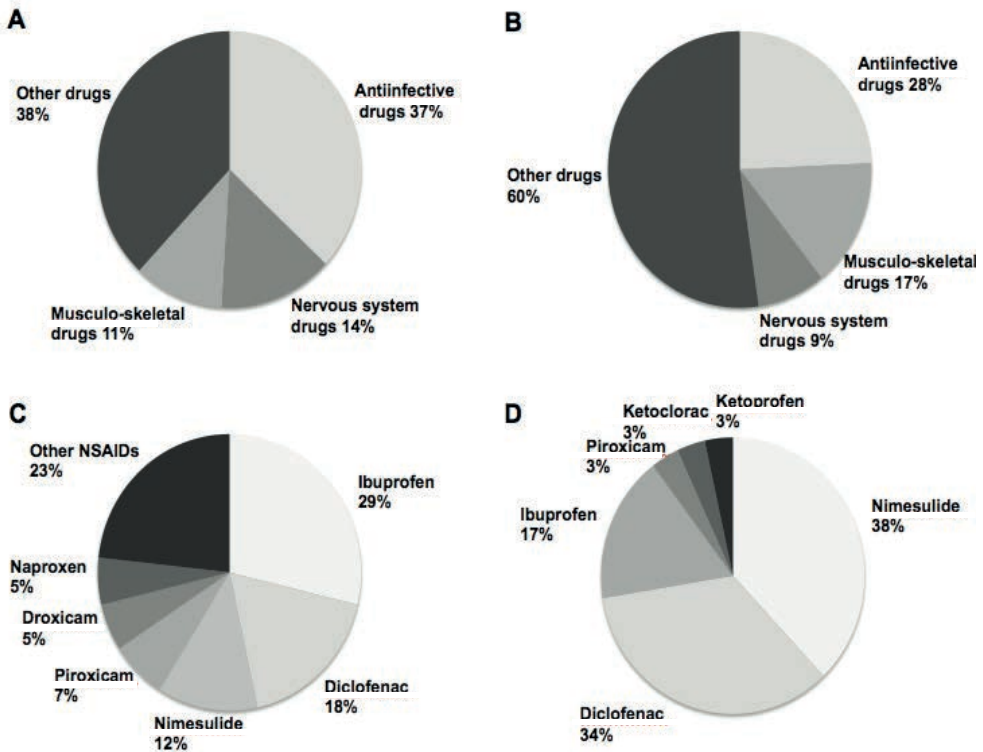 A
Other drugs
38%
Antiinfective
drugs 37%
Musculo-skeletal
drugs 11%
Nervous system
drugs 14%
B
Antiinfective
drugs 28%
Other drugs
60%
Musculo-skeletal
drugs 17%
Nervous system
drugs 9%
C
Other NSAIDs
23%
Ibuprofen
29%
Naproxen
5%
Droxicam
5%
Piroxicam
7%
Nimesulide
12%
Diclofenac
18%
D
Ketoclorac
3%
Ketoprofen
3%
Piroxicam
3%
Ibuprofen
17%
Nimesulide
38%
Diclofenac
34%